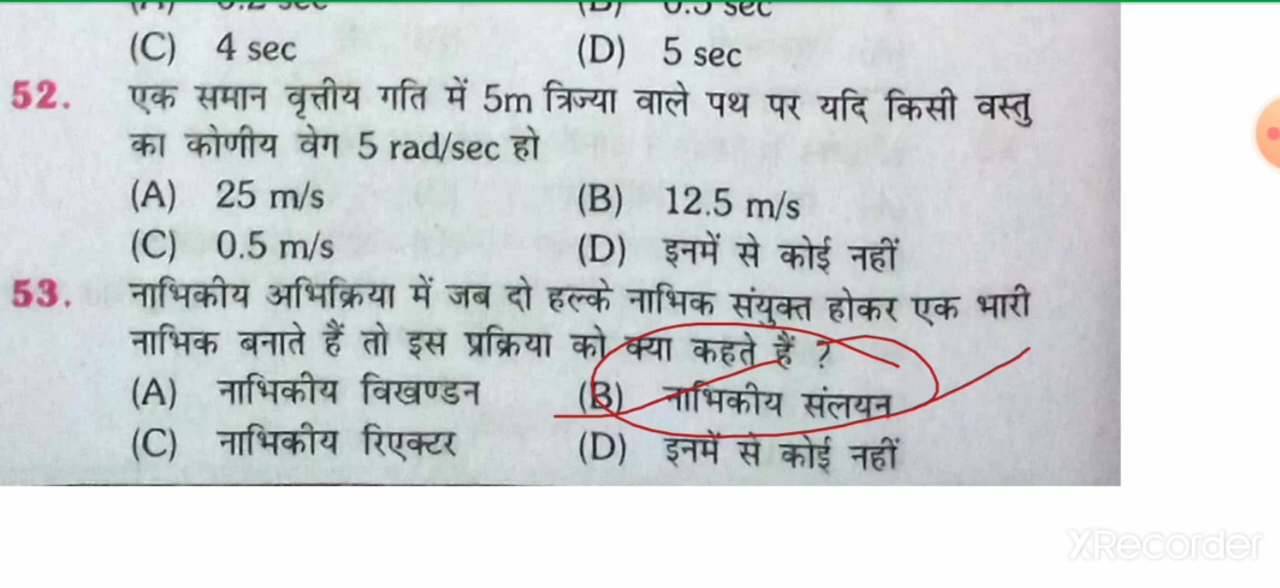 (C) 4 sec (D) 5 sec
52. एक समान वृत्तीय गति में 5m त्रिज्या वाले पथ पर यदि किसी वस्तु
का कोणीय वेग 5 rad/sec हो
(A) 25 m/s (B) 12.5 m/s
(C) 0.5 m/s (D) इनमें से कोई नहीं
53. नाभिकीय अभिक्रिया में जब दो हल्के नाभिक संयुक्त होकर एक भारी
नाभिक बनाते हैं तो इस प्रक्रिया को क्या कहते हैं ?
(A) नाभिकीय विखण्डन (B) नाभिकीय संलयन
(C) नाभिकीय रिएक्टर (D) इनमें से कोई नहीं
XRecorder